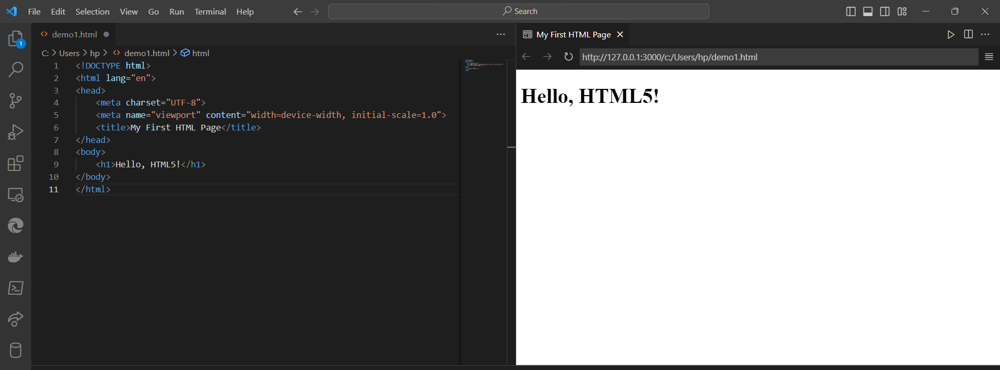 File Edit Selection View Go Run Terminal Help
Search
demo1.html
C: > Users > hp > demo1.html > html
1 <!DOCTYPE html>
2 <html lang="en">
3 <head>
4     <meta charset="UTF-8">
5     <meta name="viewport" content="width=device-width, initial-scale=1.0">
6     <title>My First HTML Page</title>
7 </head>
8 <body>
9     <h1>Hello, HTML5!</h1>
10 </body>
11 </html>
1
My First HTML Page
http://127.0.0.1:3000/c:/Users/hp/demo1.html
Hello, HTML5!